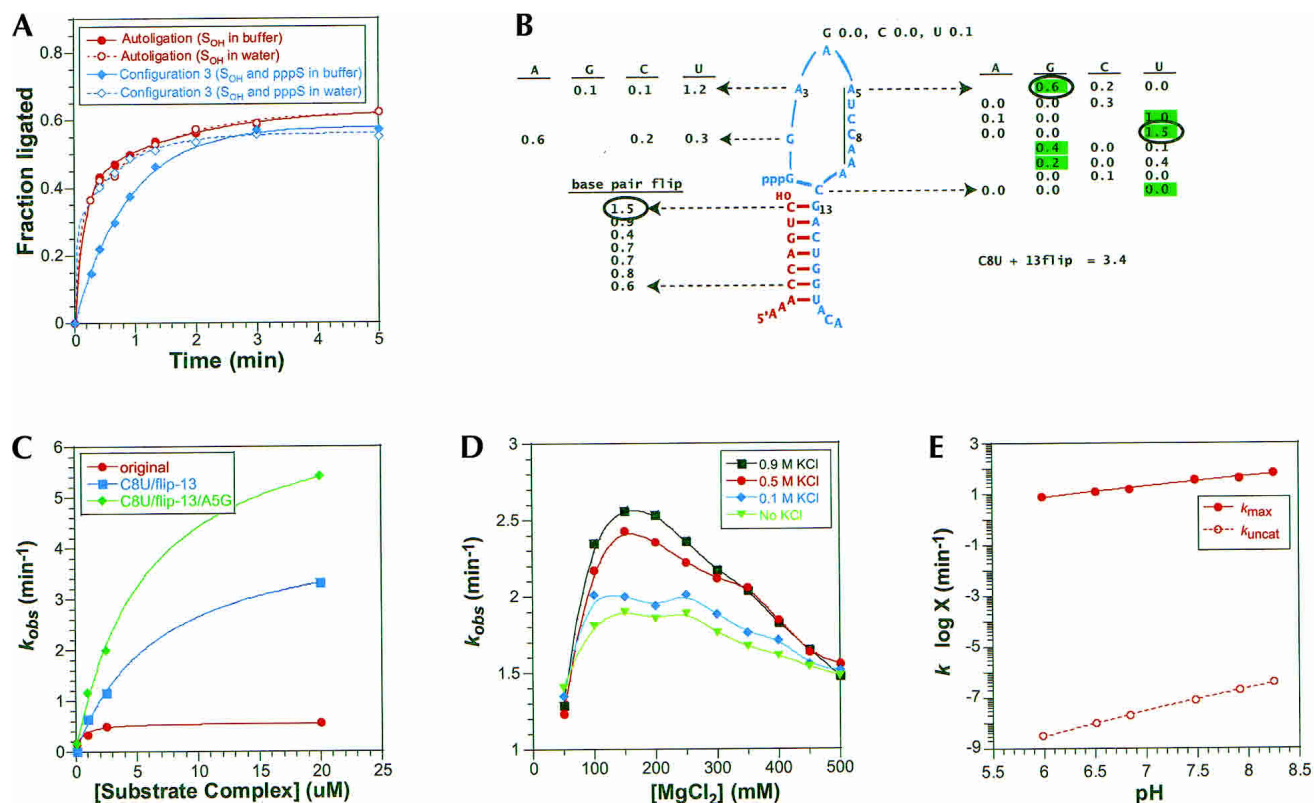 A
Fraction ligated
0.8
0.6
0.4
0.2
0
Autoligation (SOH in buffer)
Autoligation (SOH in water)
Configuration 3 (SOH and pppS in buffer)
Configuration 3 (SOH and pppS in water)
0 1 2 3 4 5
Time (min)
B
G 0.0, C 0.0, U 0.1
A G C U
0.1 0.1 1.2
0.6 0.2 0.3
A G C U
0.6 0.2 0.0
0.0 0.0 0.3
0.1 0.0 1.0
0.0 0.0 1.5
0.4 0.0 0.1
0.2 0.0 0.4
0.0 0.1 0.0
0.0 0.0 0.0
base pair flip
1.5
0.9
0.4
0.7
0.7
0.8
0.6
A
A3 A5
U
C
G C8
A
A
pppG A
C
HO
C G13
U A
G C
A U
C G
C G
A U
5'AA ACA
C8U + 13flip = 3.4
C
kobs (min-1)
6
5
4
3
2
1
0
original
C8U/flip-13
C8U/flip-13/A5G
0 5 10 15 20 25
[Substrate Complex] (uM)
D
kobs (min-1)
3
2.5
2
1.5
1
0.9 M KCl
0.5 M KCl
0.1 M KCl
No KCl
0 100 200 300 400 500
[MgCl2] (mM)
E
k log X (min-1)
3
1
-1
-3
-5
-7
-9
kmax
kuncat
5.5 6 6.5 7 7.5 8 8.5
pH